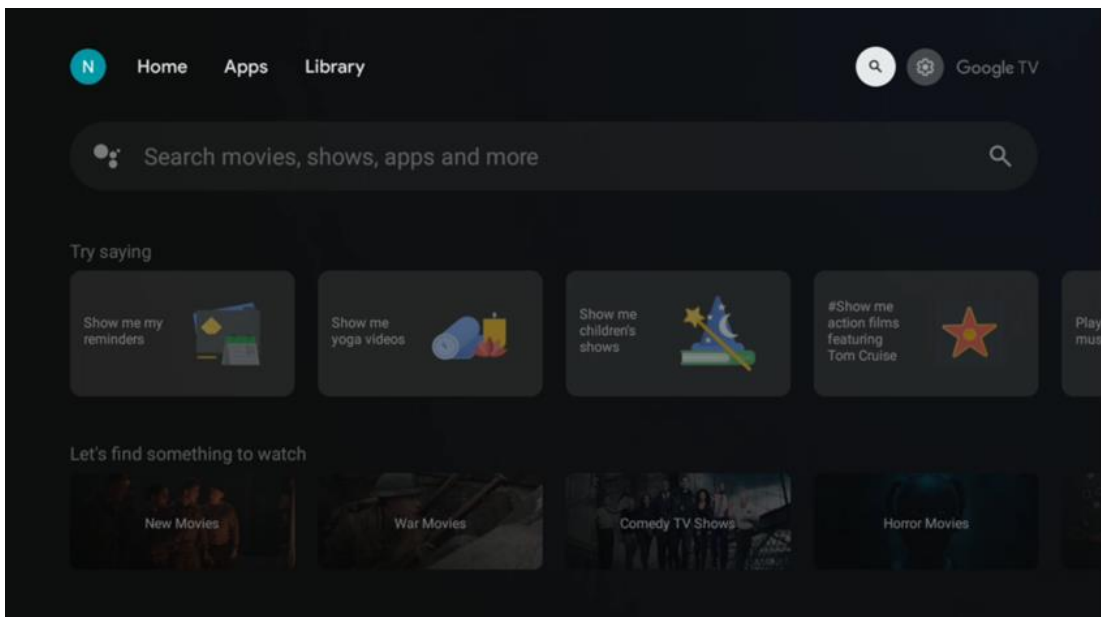 N Home Apps Library Google TV
Search movies, shows, apps and more
Try saying
Show me my
reminders
Show me
yoga videos
Show me
children's
shows
#Show me
action films
featuring
Tom Cruise
Play
mus
Let's find something to watch
New Movies
War Movies
Comedy TV Shows
Horror Movies